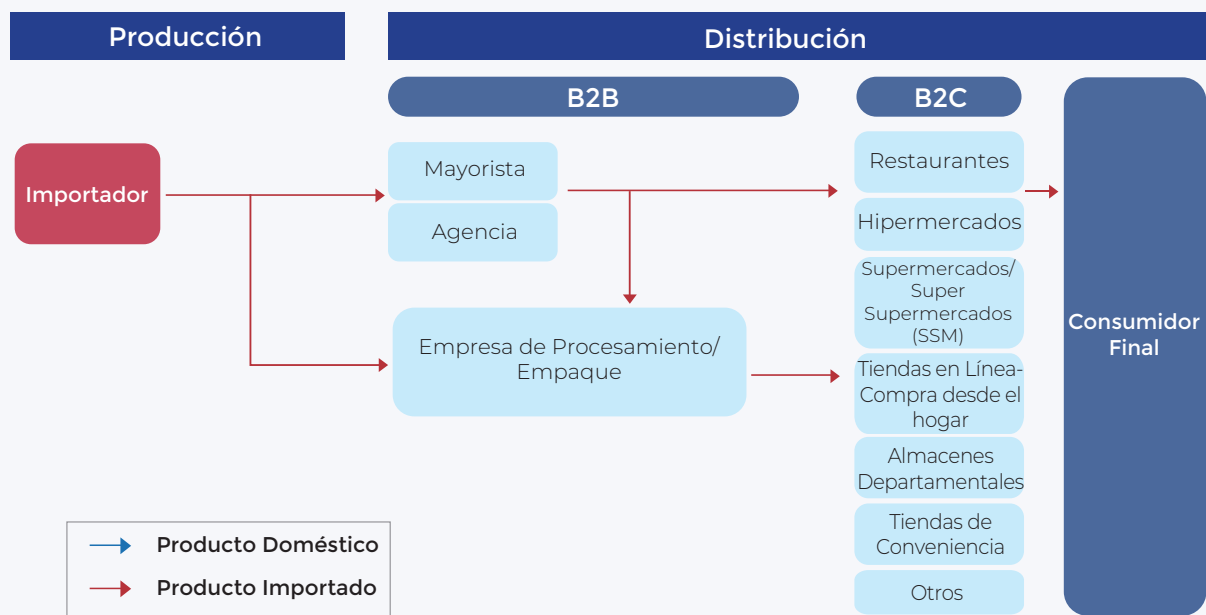 Producción
Distribución
B2B
B2C
Importador
Mayorista
Agencia
Empresa de Procesamiento/
Empaque
Restaurantes
Hipermercados
Supermercados/
Super
Supermercados
(SSM)
Tiendas en Línea-
Compra desde el
hogar
Almacenes
Departamentales
Tiendas de
Conveniencia
Otros
Consumidor
Final
Producto Doméstico
Producto Importado